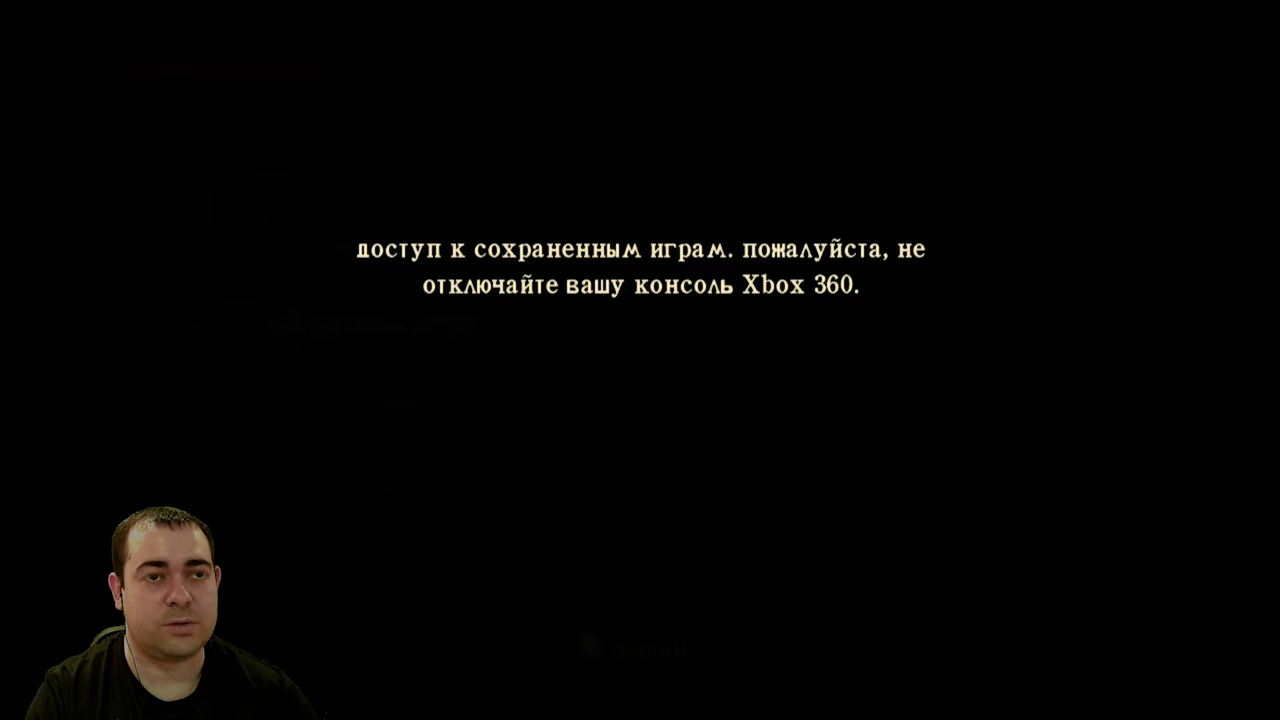 доступ к сохраненным играм. пожалуйста, не
отключайте вашу консоль Xbox 360.